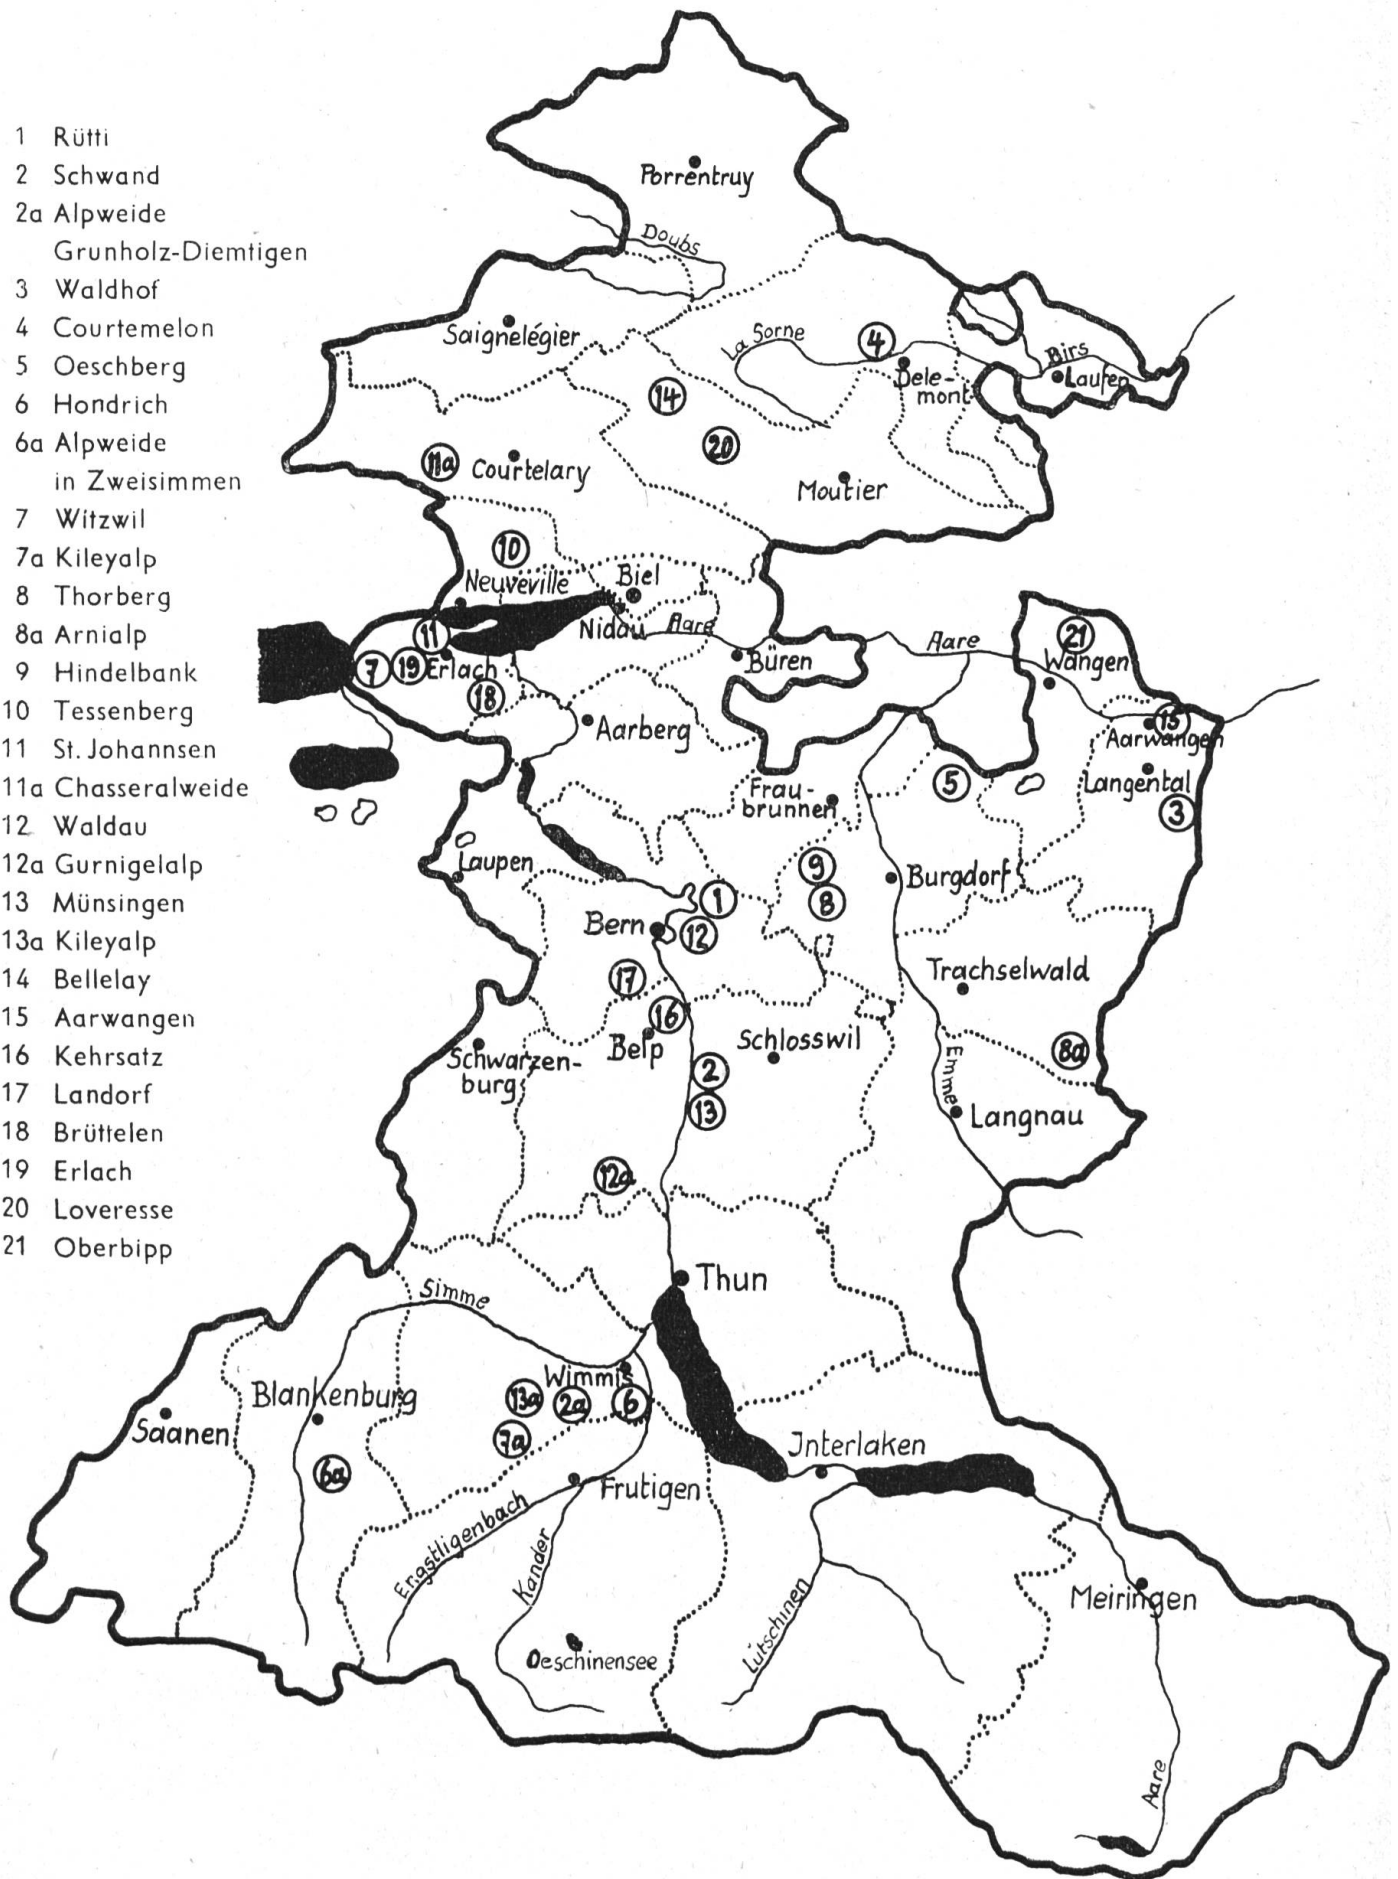 1 Rütti
2 Schwand
2a Alpweide
Grunholz-Diemtigen
3 Waldhof
4 Courtemelon
5 Oeschberg
6 Hondrich
6a Alpweide
in Zweisimmen
7 Witzwil
7a Kileyalp
8 Thorberg
8a Arnialp
9 Hindelbank
10 Tessenberg
11 St. Johannsen
11a Chasseralweide
12 Waldau
12a Gurnigelalp
13 Münsingen
13a Kileyalp
14 Bellelay
15 Aarwangen
16 Kehrsatz
17 Landorf
18 Brüttelen
19 Erlach
20 Loveresse
21 Oberbipp
Porrentruy
Doubs
Saignelégier
La Sorne
4
Birs
Dele-
mont
Laufen
14
20
11a
Courtelary
Moutier
10
Neuveville
Biel
Nidau
Aare
Büren
Aare
21
Wangen
11
7
19
Erlach
18
Aarberg
15
Aarwangen
Langental
3
5
Frau-
brunnen
Laupen
9
8
Burgdorf
1
Bern
12
17
Trachselwald
16
Belp
Schlosswil
Schwarzen-
burg
2
13
8a
Emme
Langnau
12a
Thun
Simme
Wimmis
13a
2a
6
7a
Blankenburg
Saanen
6a
Interlaken
Frutigen
Engstligenbach
Kander
Lütschinen
Meiringen
Oeschinensee
Aare